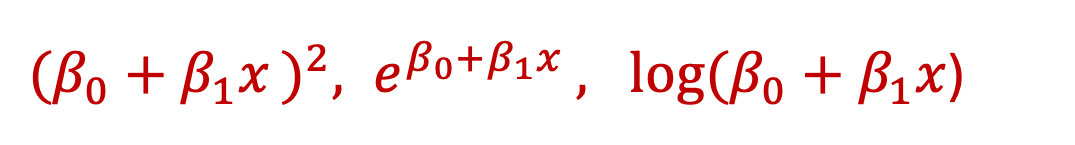 (β₀ + β₁x )², e^{β₀+β₁x} , log(β₀ + β₁x)